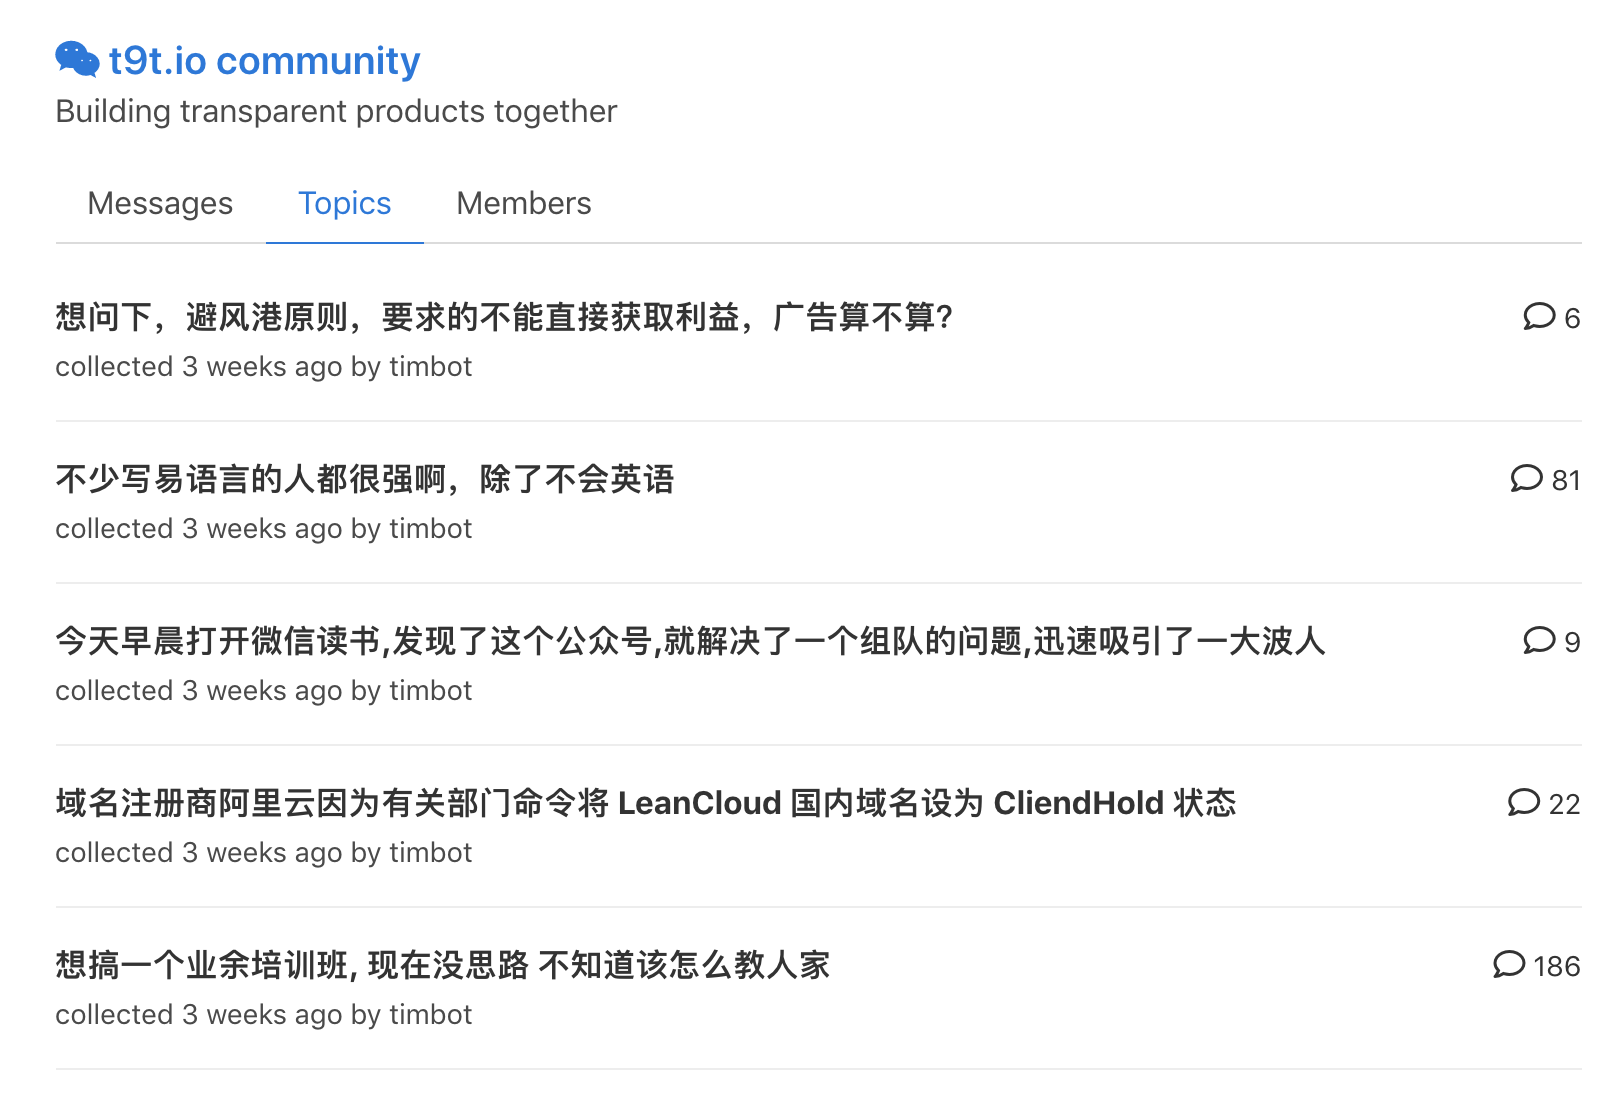 t9t.io community
Building transparent products together
Messages Topics Members
想问下，避风港原则，要求的不能直接获取利益，广告算不算？ 6
collected 3 weeks ago by timbot
不少写易语言的人都很强啊，除了不会英语 81
collected 3 weeks ago by timbot
今天早晨打开微信读书,发现了这个公众号,就解决了一个组队的问题,迅速吸引了一大波人 9
collected 3 weeks ago by timbot
域名注册商阿里云因为有关部门命令将 LeanCloud 国内域名设为 CliendHold 状态 22
collected 3 weeks ago by timbot
想搞一个业余培训班, 现在没思路 不知道该怎么教人家 186
collected 3 weeks ago by timbot